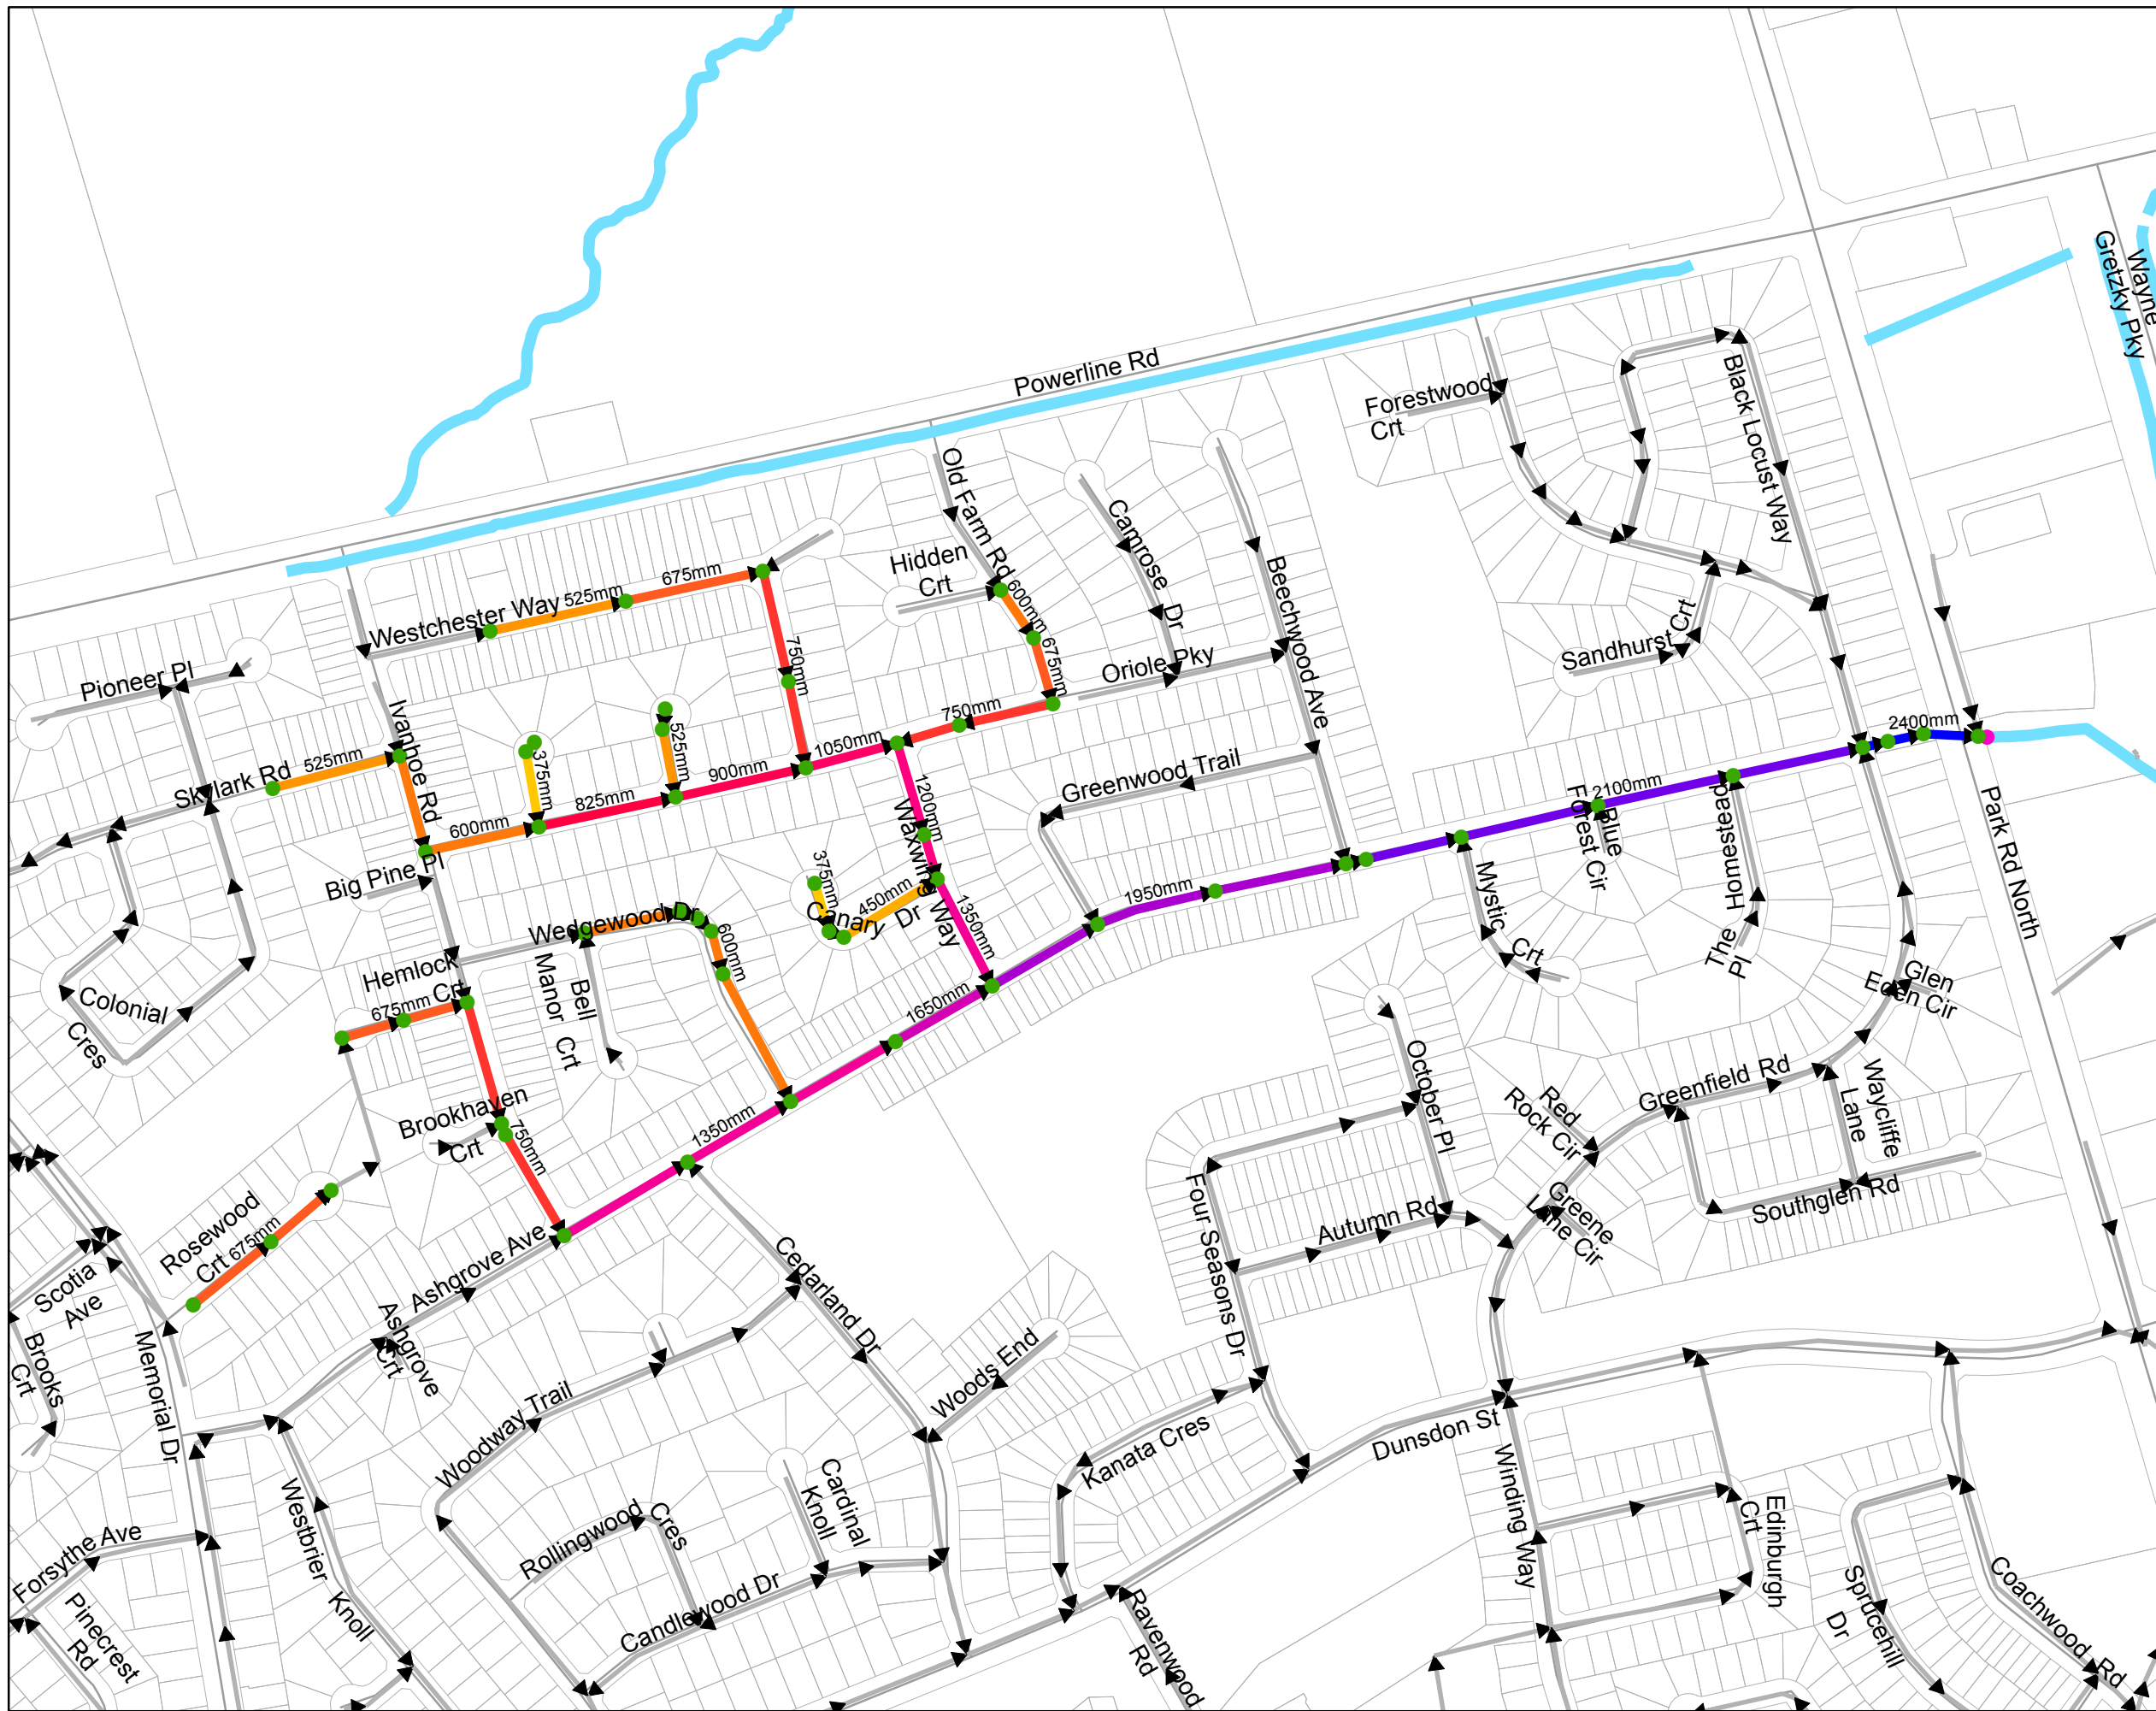 Wayne
Gretzky Pky
Powerline Rd
Forestwood
Crt
Black Locust Way
Old Farm Rd
Camrose Dr
Hidden
Crt
Beechwood Ave
600mm
675mm
675mm
525mm
Westchester Way
750mm
Oriole Pky
Sandhurst Crt
Pioneer Pl
Ivanhoe Rd
750mm
2400mm
1050mm
525mm
525mm
375mm
900mm
Skylark Rd
825mm
600mm
Greenwood Trail
1200mm
Waxwing Way
2100mm
Blue
Forest Cir
Homestead
The
Pl
Park Rd North
Big Pine Pl
375mm
450mm
Canary
Dr
1350mm
1950mm
Mystic Crt
Wedgewood Dr
600mm
Hemlock
Crt
675mm
Bell
Manor Crt
1650mm
Glen
Eden Cir
Colonial
Cres
October Pl
Greenfield Rd
Waycliffe
Lane
Red
Rock Cir
Brookhaven
Crt
750mm
1350mm
Rosewood
Crt
675mm
Four Seasons Dr
Autumn Rd
Greene
Lane Cir
Southglen Rd
Scotia
Ave
Ashgrove Ave
Cedarland Dr
Ashgrove
Crt
Memorial Dr
Brooks
Crt
Woods End
Woodway Trail
Kanata Cres
Dunsdon St
Winding Way
Cardinal
Knoll
Westbrier Knoll
Rollingwood Cres
Edinburgh
Crt
Forsythe Ave
Candlewood Dr
Pinecrest
Rd
Ravenwood
Rd
Sprucehill
Dr
Coachwood Rd